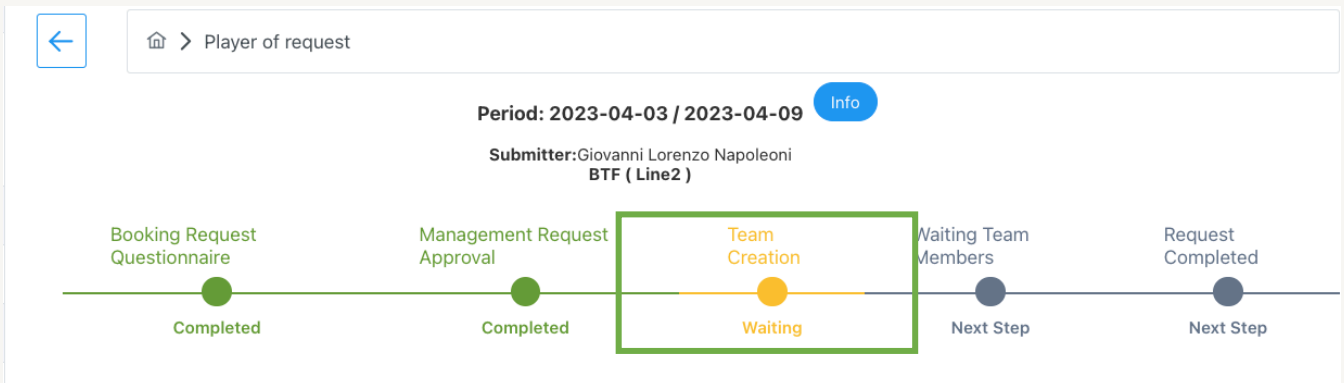 Player of request
Period: 2023-04-03 / 2023-04-09
Info
Submitter:Giovanni Lorenzo Napoleoni
BTF ( Line2 )
Booking Request
Questionnaire
Completed
Management Request
Approval
Completed
Team
Creation
Waiting
Waiting Team
Members
Next Step
Request
Completed
Next Step